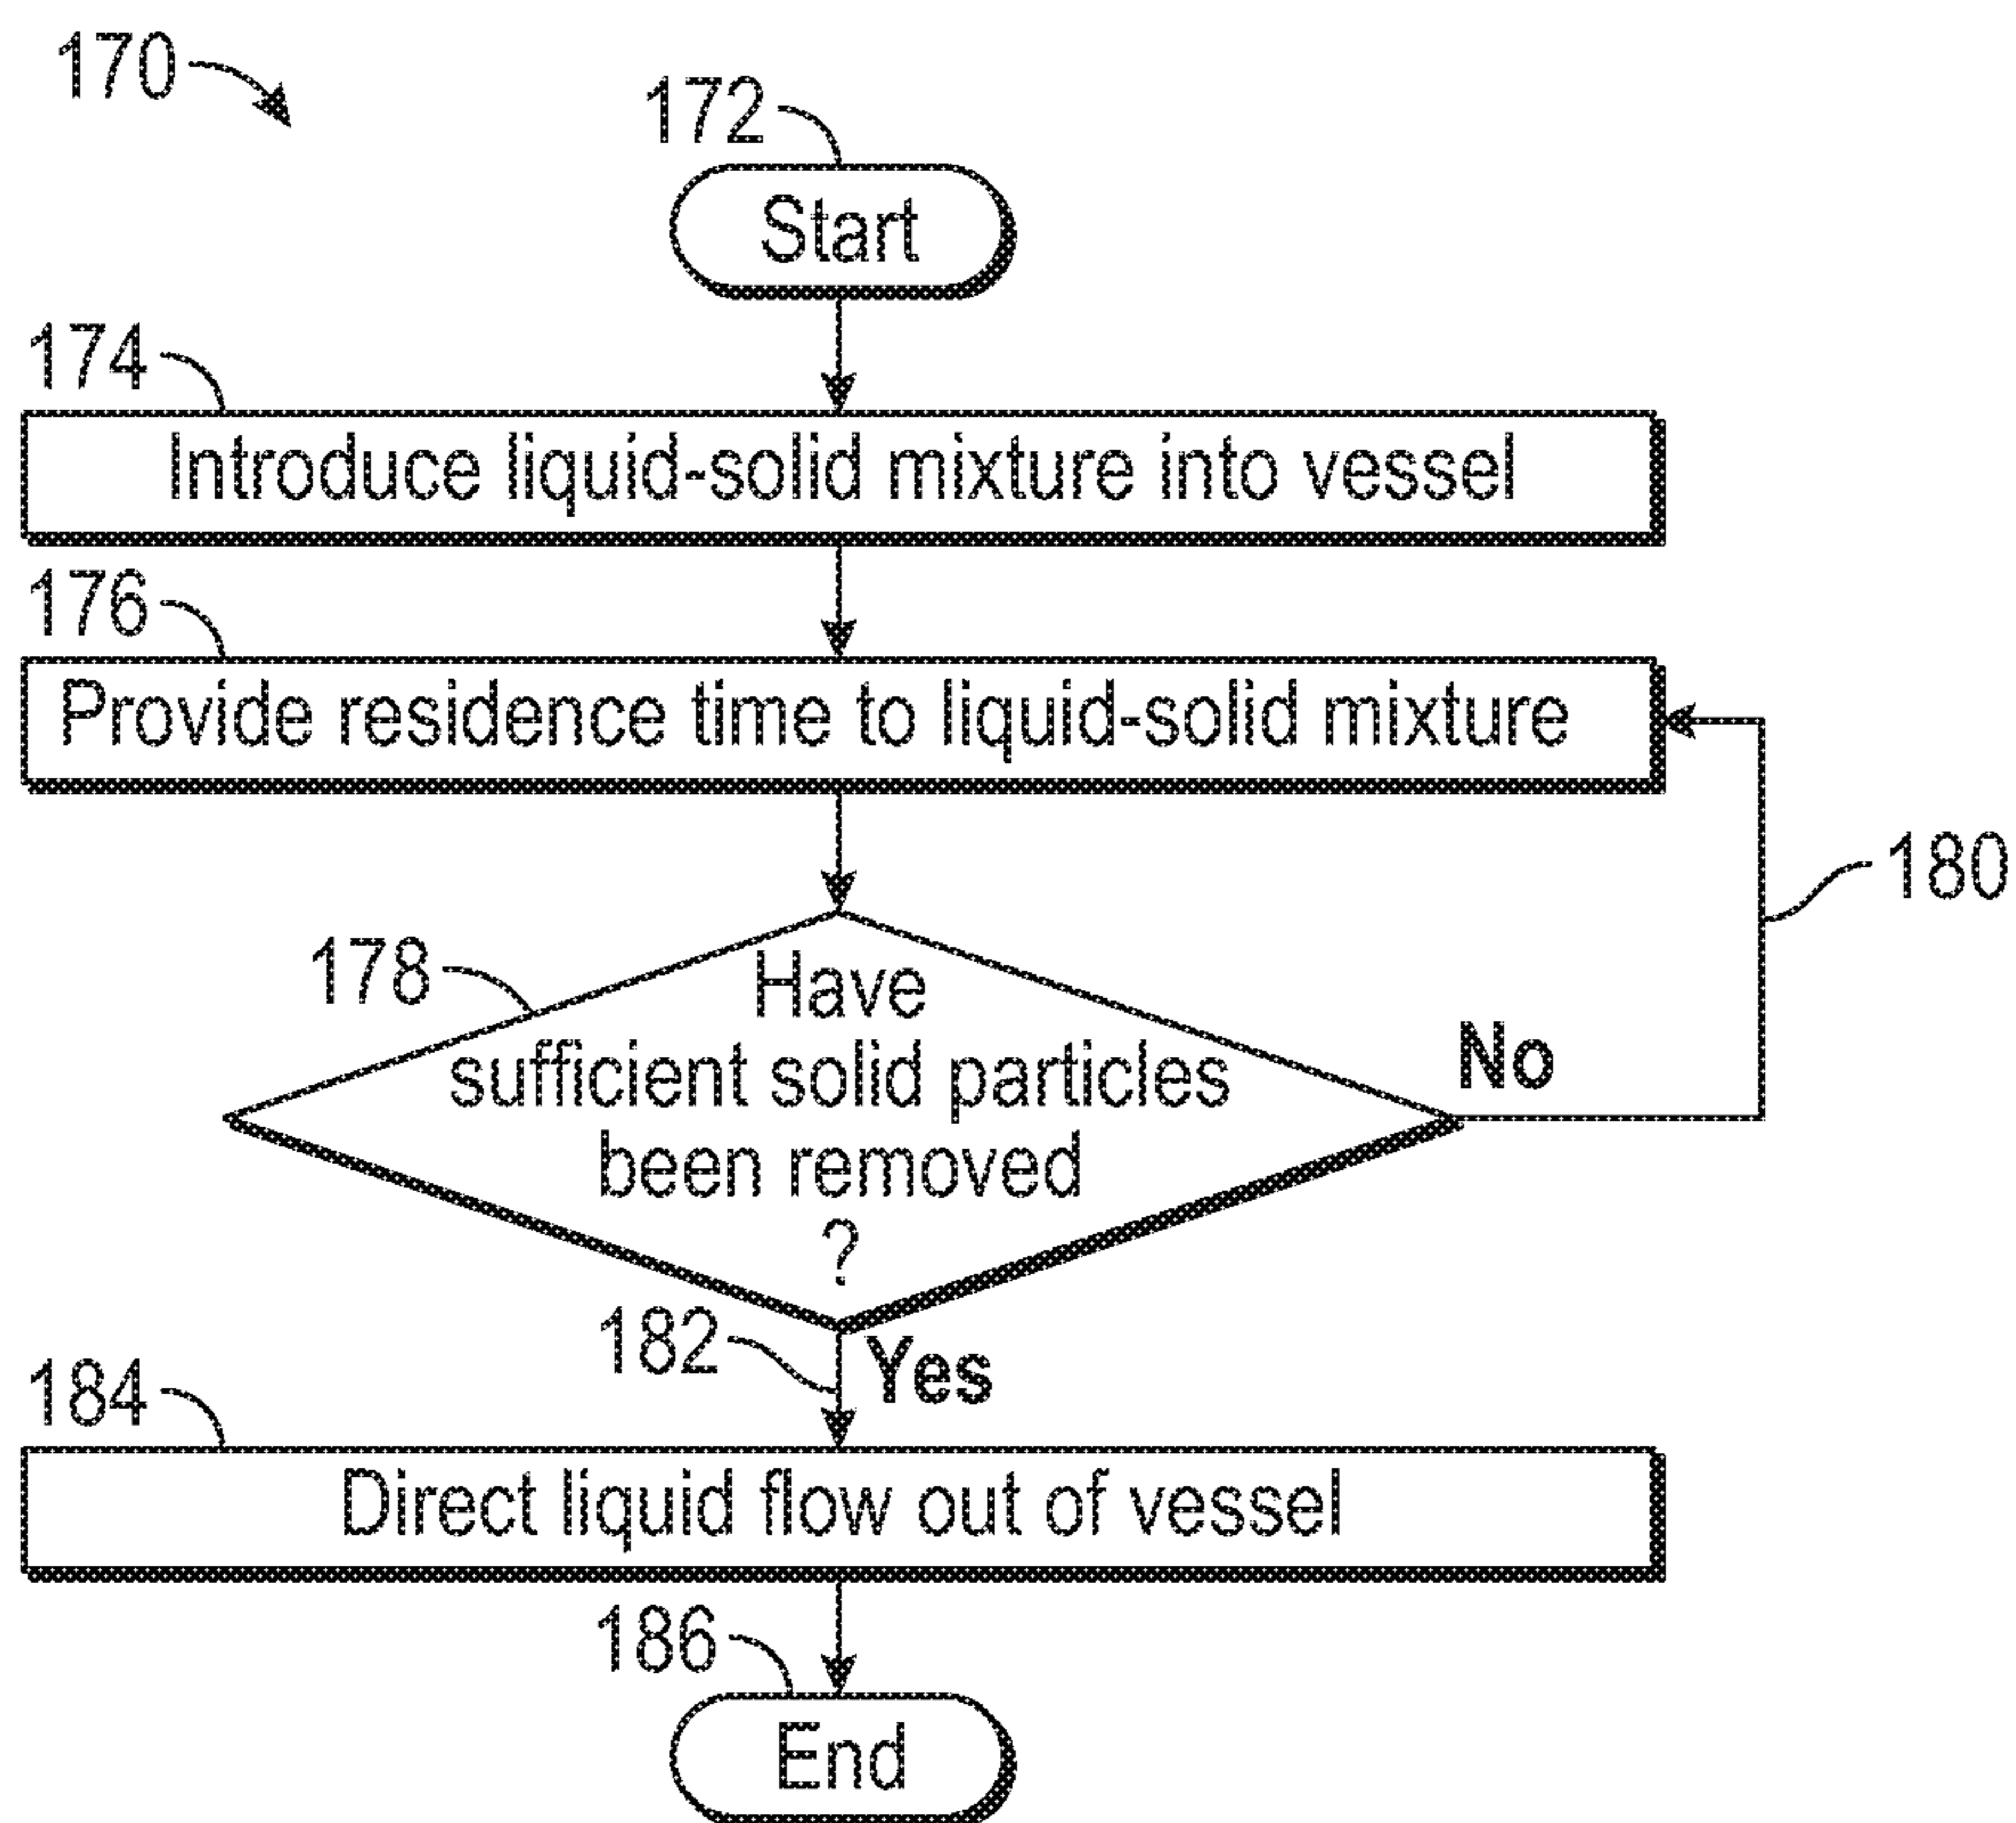 170
172
Start
174
Introduce liquid-solid mixture into vessel
176
Provide residence time to liquid-solid mixture
180
178
Have
sufficient solid particles
been removed
?
No
182
Yes
184
Direct liquid flow out of vessel
186
End